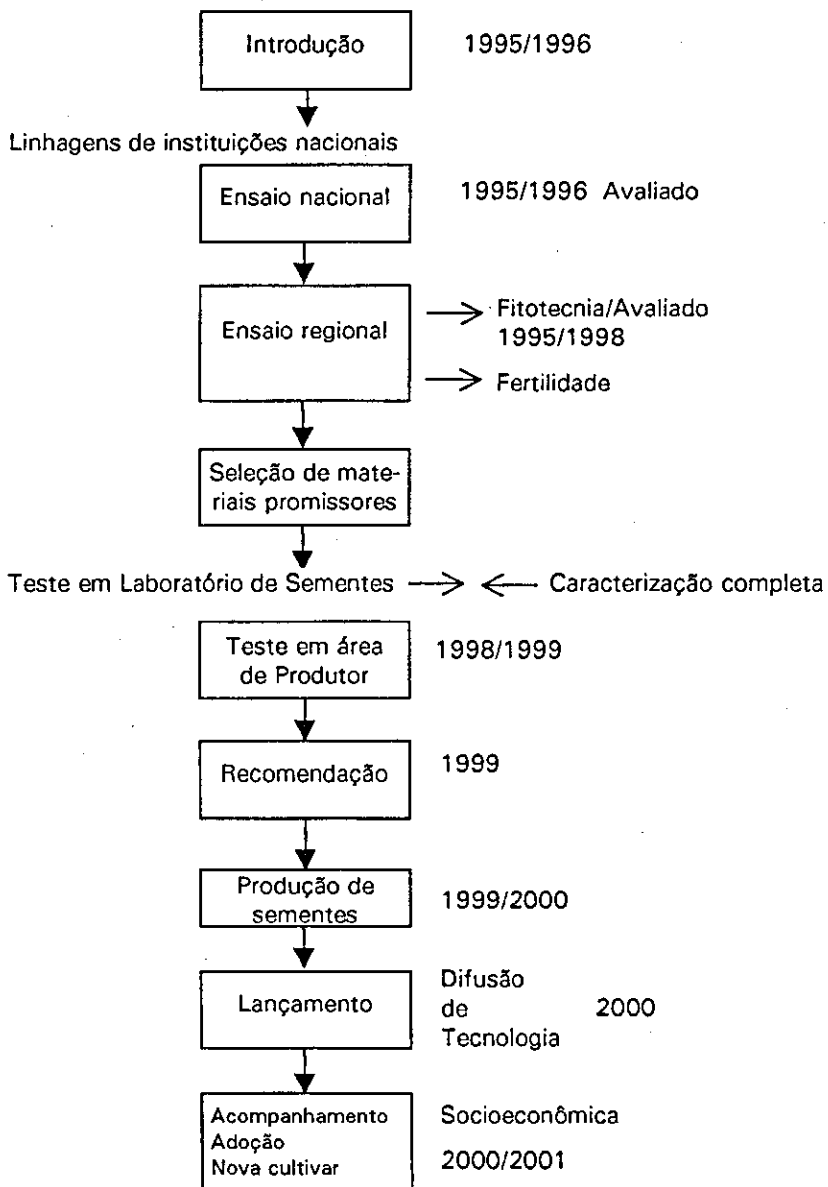 Introdução 1995/1996
Linhagens de instituições nacionais
Ensaio nacional 1995/1996 Avaliado
Ensaio regional
Fitotecnia/Avaliado
1995/1998
Fertilidade
Seleção de mate-
riais promissores
Teste em Laboratório de Sementes Caracterização completa
Teste em área
de Produtor
1998/1999
Recomendação 1999
Produção de
sementes
1999/2000
Lançamento
Difusão
de 2000
Tecnologia
Acompanhamento
Adoção
Nova cultivar
Socioeconômica
2000/2001